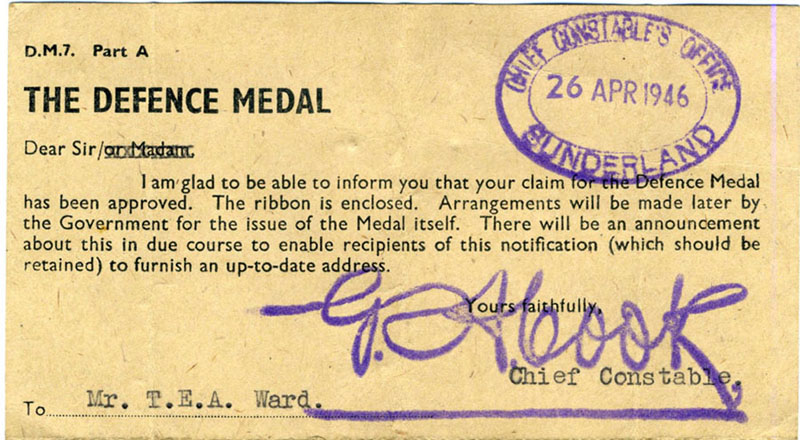 D.M.7. Part A
CHIEF CONSTABLE'S OFFICE
26 APR 1946
SUNDERLAND
THE DEFENCE MEDAL
Dear Sir/or Madam,
I am glad to be able to inform you that your claim for the Defence Medal
has been approved. The ribbon is enclosed. Arrangements will be made later by
the Government for the issue of the Medal itself. There will be an announcement
about this in due course to enable recipients of this notification (which should be
retained) to furnish an up-to-date address.
Yours faithfully,
G. A. Cook
Chief Constable.
To Mr. T.E.A. Ward.